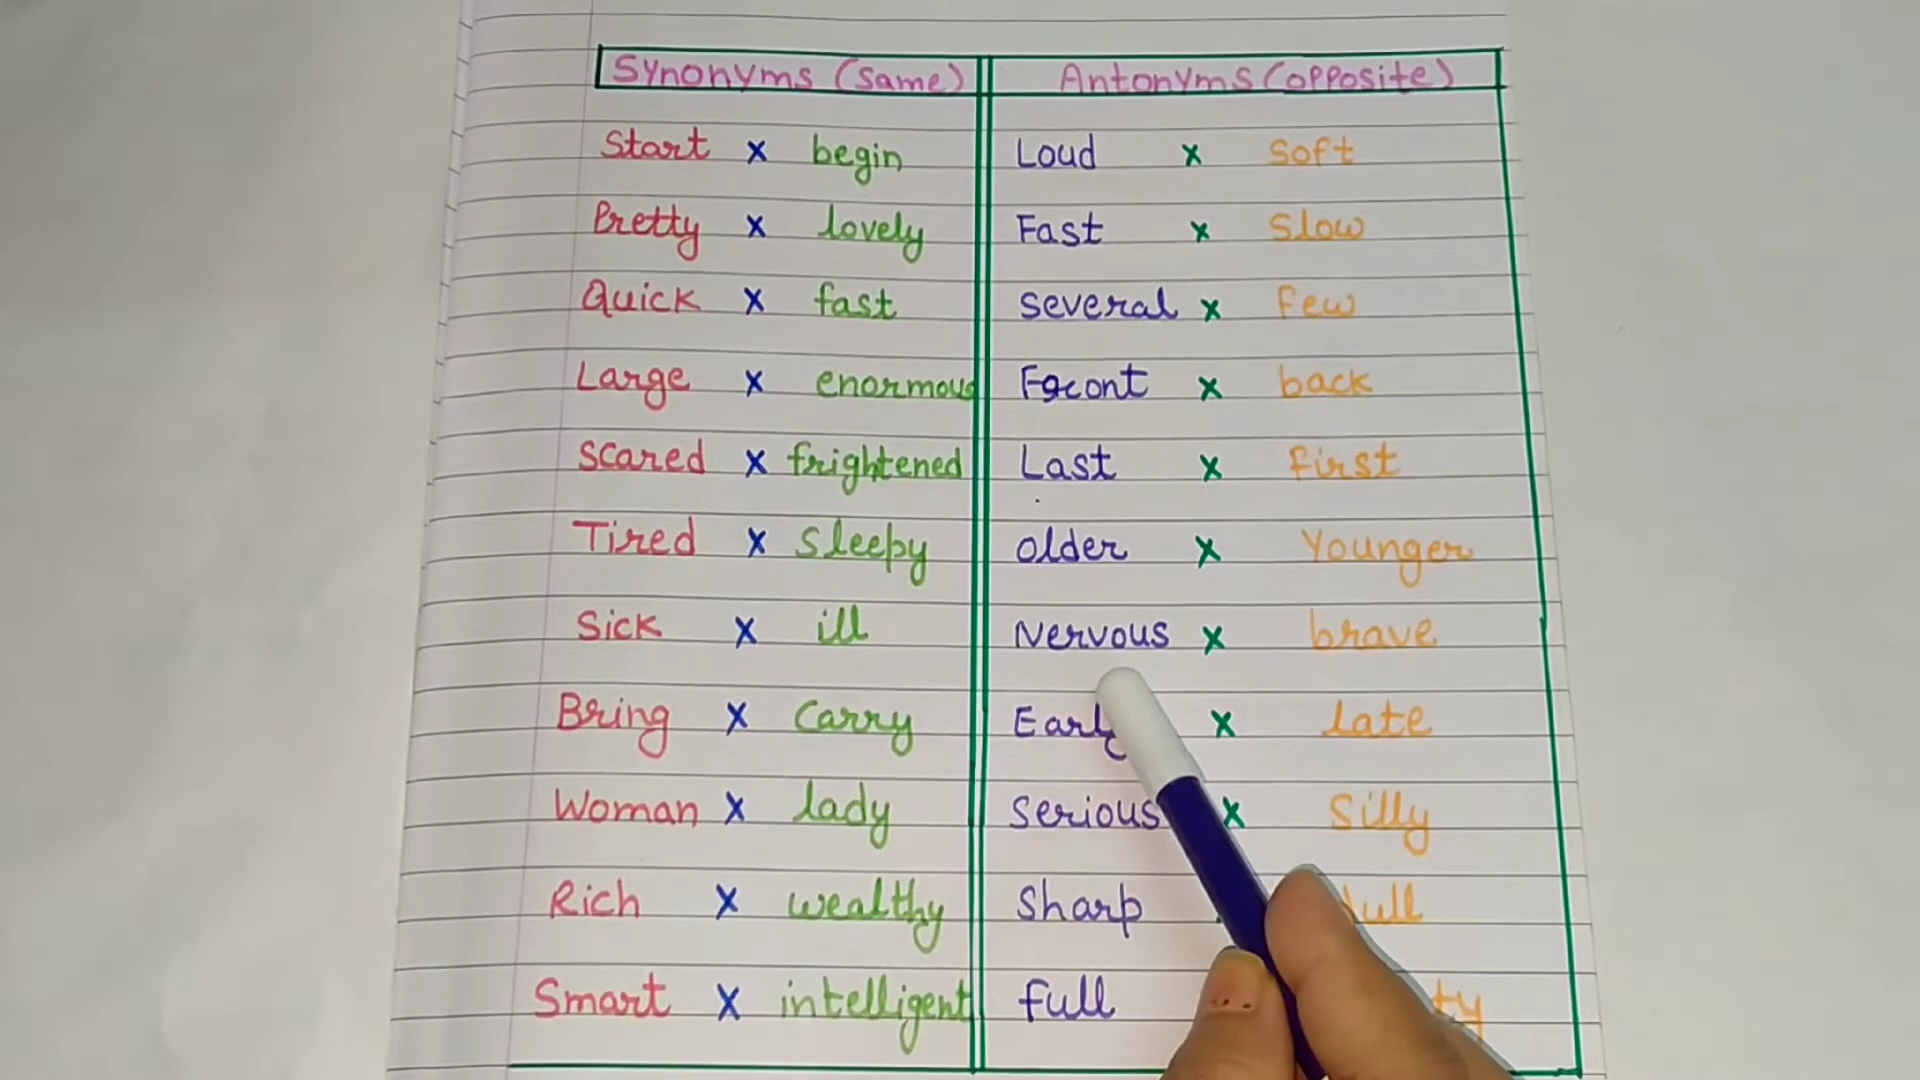 Synonyms (same) Antonyms (opposite)
Start x begin Loud x Soft
Pretty x lovely Fast x Slow
Quick x fast Several x Few
Large x enormous Front x back
Scared x frightened Last x First
Tired x Sleepy Older x Younger
Sick x ill Nervous x brave
Bring x Carry Early x late
Woman x lady Serious x Silly
Rich x wealthy Sharp dull
Smart x intelligent Full